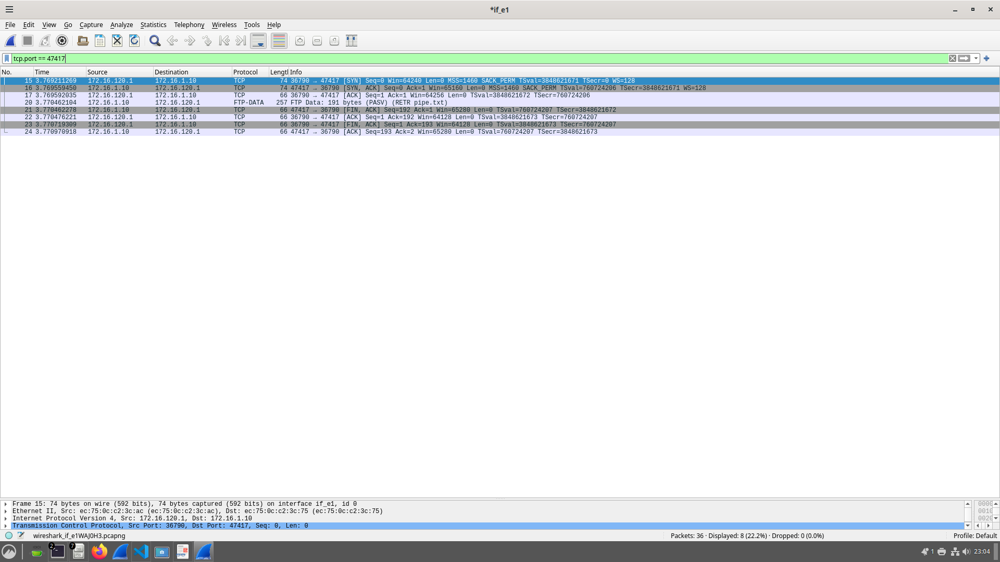 *if_e1
File Edit View Go Capture Analyze Statistics Telephony Wireless Tools Help
tcp.port == 47417
No. Time Source Destination Protocol Length Info
15 3.769211269 172.16.120.1 172.16.1.10 TCP 74 36790 → 47417 [SYN] Seq=0 Win=64240 Len=0 MSS=1460 SACK_PERM TSval=3848621671 TSecr=0 WS=128
16 3.769559450 172.16.1.10 172.16.120.1 TCP 74 47417 → 36790 [SYN, ACK] Seq=0 Ack=1 Win=65160 Len=0 MSS=1460 SACK_PERM TSval=760724206 TSecr=3848621671 WS=128
17 3.769592035 172.16.120.1 172.16.1.10 TCP 66 36790 → 47417 [ACK] Seq=1 Ack=1 Win=64256 Len=0 TSval=3848621672 TSecr=760724206
20 3.770462104 172.16.1.10 172.16.120.1 FTP-DATA 257 FTP Data: 191 bytes (PASV) (RETR pipe.txt)
21 3.770462278 172.16.1.10 172.16.120.1 TCP 66 47417 → 36790 [FIN, ACK] Seq=192 Ack=1 Win=65280 Len=0 TSval=760724207 TSecr=3848621672
22 3.770476221 172.16.120.1 172.16.1.10 TCP 66 36790 → 47417 [ACK] Seq=1 Ack=192 Win=64128 Len=0 TSval=3848621673 TSecr=760724207
23 3.770719309 172.16.120.1 172.16.1.10 TCP 66 36790 → 47417 [FIN, ACK] Seq=1 Ack=193 Win=64128 Len=0 TSval=3848621673 TSecr=760724207
24 3.770970918 172.16.1.10 172.16.120.1 TCP 66 47417 → 36790 [ACK] Seq=193 Ack=2 Win=65280 Len=0 TSval=760724207 TSecr=3848621673
Frame 15: 74 bytes on wire (592 bits), 74 bytes captured (592 bits) on interface if_e1, id 0
Ethernet II, Src: ec:75:0c:c2:3c:ac (ec:75:0c:c2:3c:ac), Dst: ec:75:0c:c2:3c:75 (ec:75:0c:c2:3c:75)
Internet Protocol Version 4, Src: 172.16.120.1, Dst: 172.16.1.10
Transmission Control Protocol, Src Port: 36790, Dst Port: 47417, Seq: 0, Len: 0
0000
0010
0020
wireshark_if_e1WAJ0H3.pcapng Packets: 36 · Displayed: 8 (22.2%) · Dropped: 0 (0.0%) Profile: Default
2 7 1 23:04